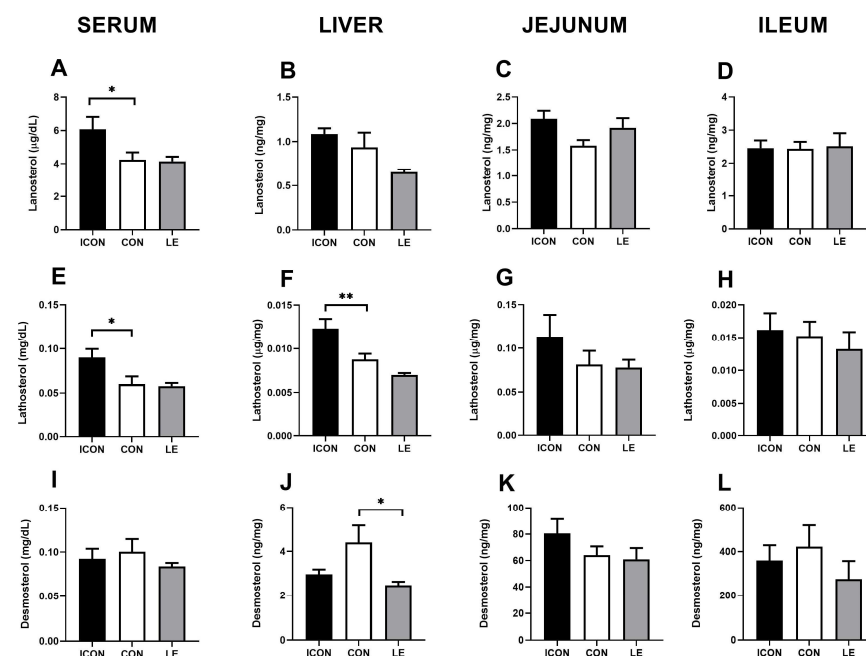 SERUM LIVER JEJUNUM ILEUM
A
*
Lanosterol (µg/dL)
8
6
4
2
0
ICON CON LE
B
Lanosterol (ng/mg)
1.5
1.0
0.5
0.0
ICON CON LE
C
Lanosterol (ng/mg)
2.5
2.0
1.5
1.0
0.5
0.0
ICON CON LE
D
Lanosterol (ng/mg)
4
3
2
1
0
ICON CON LE
E
*
Lathosterol (mg/dL)
0.15
0.10
0.05
0.00
ICON CON LE
F
**
Lathosterol (µg/mg)
0.015
0.010
0.005
0.000
ICON CON LE
G
Lathosterol (µg/mg)
0.15
0.10
0.05
0.00
ICON CON LE
H
Lathosterol (µg/mg)
0.020
0.015
0.010
0.005
0.000
ICON CON LE
I
Desmosterol (mg/dL)
0.15
0.10
0.05
0.00
ICON CON LE
J
*
Desmosterol (ng/mg)
6
4
2
0
ICON CON LE
K
Desmosterol (ng/mg)
100
80
60
40
20
0
ICON CON LE
L
Desmosterol (ng/mg)
600
400
200
0
ICON CON LE